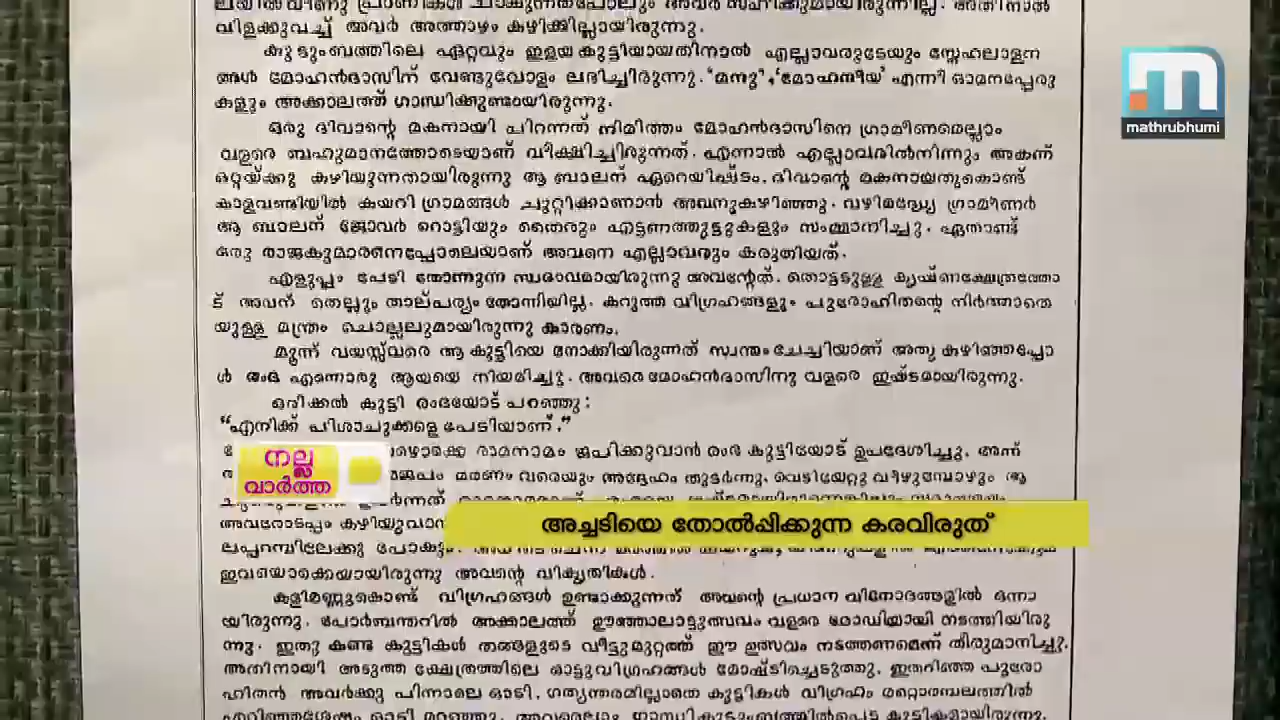 വിളക്കുവച്ച് അവർ അത്താഴം കഴിക്കില്ലായിരുന്നു.
കുടുംബത്തിലെ ഏറ്റവും ഇളയ കുട്ടിയായതിനാൽ എല്ലാവരുടേയും സ്നേഹലാളന
ങ്ങൾ മോഹൻദാസിന് വേണ്ടുവോളം ലഭിച്ചിരുന്നു. 'മനു', 'മോഹനിയ' എന്നീ ഓമനപ്പേരു
കളും അക്കാലത്ത് ഗാന്ധിക്കുണ്ടായിരുന്നു.
mathrubhumi
ഒരു ദിവാന്റെ മകനായി പിറന്നത് നിമിത്തം മോഹൻദാസിനെ ഗ്രാമീണമെല്ലാം
വളരെ ബഹുമാനത്തോടെയാണ് വീക്ഷിച്ചിരുന്നത്. എന്നാൽ എല്ലാവരിൽനിന്നും അകന്ന്
ഒറ്റയ്ക്കു കഴിയുന്നതായിരുന്നു ആ ബാലന് ഏറെയിഷ്ടം. ദിവാന്റെ മകനായതുകൊണ്ട്
കാളവണ്ടിയിൽ കയറി ഗ്രാമങ്ങൾ ചുറ്റിക്കാണാൻ അവനുകഴിഞ്ഞു. വഴിമദ്ധ്യേ ഗ്രാമീണർ
ആ ബാലന് ജോവർ റൊട്ടിയും തൈരും എട്ടണത്തുട്ടുകളും സമ്മാനിച്ചു. ഏതാണ്ട്
ഒരു രാജകുമാരനെപ്പോലെയാണ് അവനെ എല്ലാവരും കരുതിയത്.
എളുപ്പം പേടി തോന്നുന്ന സ്വഭാവമായിരുന്നു അവന്റേത്. തൊട്ടടുള്ള കൃഷ്ണക്ഷേത്രത്തോ
ട് അവന് തെല്ലും താല്പര്യം തോന്നിയില്ല. കറുത്ത വിഗ്രഹങ്ങളും പുരോഹിതന്റെ നിർത്താതെ
യുള്ള മന്ത്രം ചൊല്ലലുമായിരുന്നു കാരണം.
മൂന്ന് വയസ്സുവരെ ആ കുട്ടിയെ നോക്കിയിരുന്നത് സ്വന്തം ചേച്ചിയാണ് അതു കഴിഞ്ഞപ്പോ
ൾ രംഭ എന്നൊരു ആയയെ നിയമിച്ചു. അവരെ മോഹൻദാസിനു വളരെ ഇഷ്ടമായിരുന്നു.
ഒരിക്കൽ കുട്ടി രംഭയോട് പറഞ്ഞു:
"എനിക്ക് പിശാചുക്കളെ പേടിയാണ്."
രാമനാമം ജപിക്കുവാൻ രംഭ കുട്ടിയോട് ഉപദേശിച്ചു. അന്ന്
നല്ല
വാർത്ത
മരണം വരെയും അദ്ദേഹം തുടർന്നു. വെടിയേറ്റു വീഴുമ്പോഴും ആ
അവരോടപ്പം
അച്ചടിയെ തോൽപ്പിക്കുന്ന കരവിരുത്
ലപ്പറമ്പിലേക്കു പോകും.
ഇവയൊക്കെയായിരുന്നു അവന്റെ വികൃതികൾ.
കളിമണ്ണുകൊണ്ട് വിഗ്രഹങ്ങൾ ഉണ്ടാക്കുന്നത് അവന്റെ പ്രധാന വിനോദങ്ങളിൽ ഒന്നാ
യിരുന്നു. പോർബന്തറിൽ അക്കാലത്ത് ഊഞ്ഞാലാട്ടുത്സവം വളരെ മോഡിയായി നടത്തിയിരു
ന്നു. ഇതു കണ്ട കുട്ടികൾ തങ്ങളുടെ വീട്ടുമുറ്റത്ത് ഈ ഉത്സവം നടത്തണമെന്ന് തീരുമാനിച്ചു.
അതിനായി അടുത്ത ക്ഷേത്രത്തിലെ ഓട്ടുവിഗ്രഹങ്ങൾ മോഷ്ടിച്ചെടുത്തു. ഇതറിഞ്ഞ പൂരോ
ഹിതൻ അവർക്കു പിന്നാലെ ഓടി. ഗത്യന്തരമില്ലാതെ കുട്ടികൾ വിഗ്രഹം മറ്റൊരമ്പലത്തിൽ